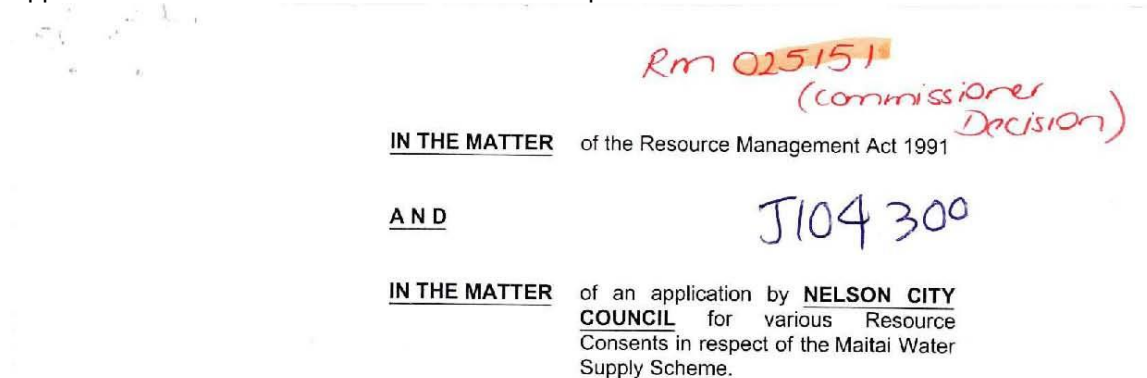 Rm 025151
(commissioner
Decision)
IN THE MATTER of the Resource Management Act 1991
A N D
J104 300
IN THE MATTER of an application by NELSON CITY
COUNCIL for various Resource
Consents in respect of the Maitai Water
Supply Scheme.